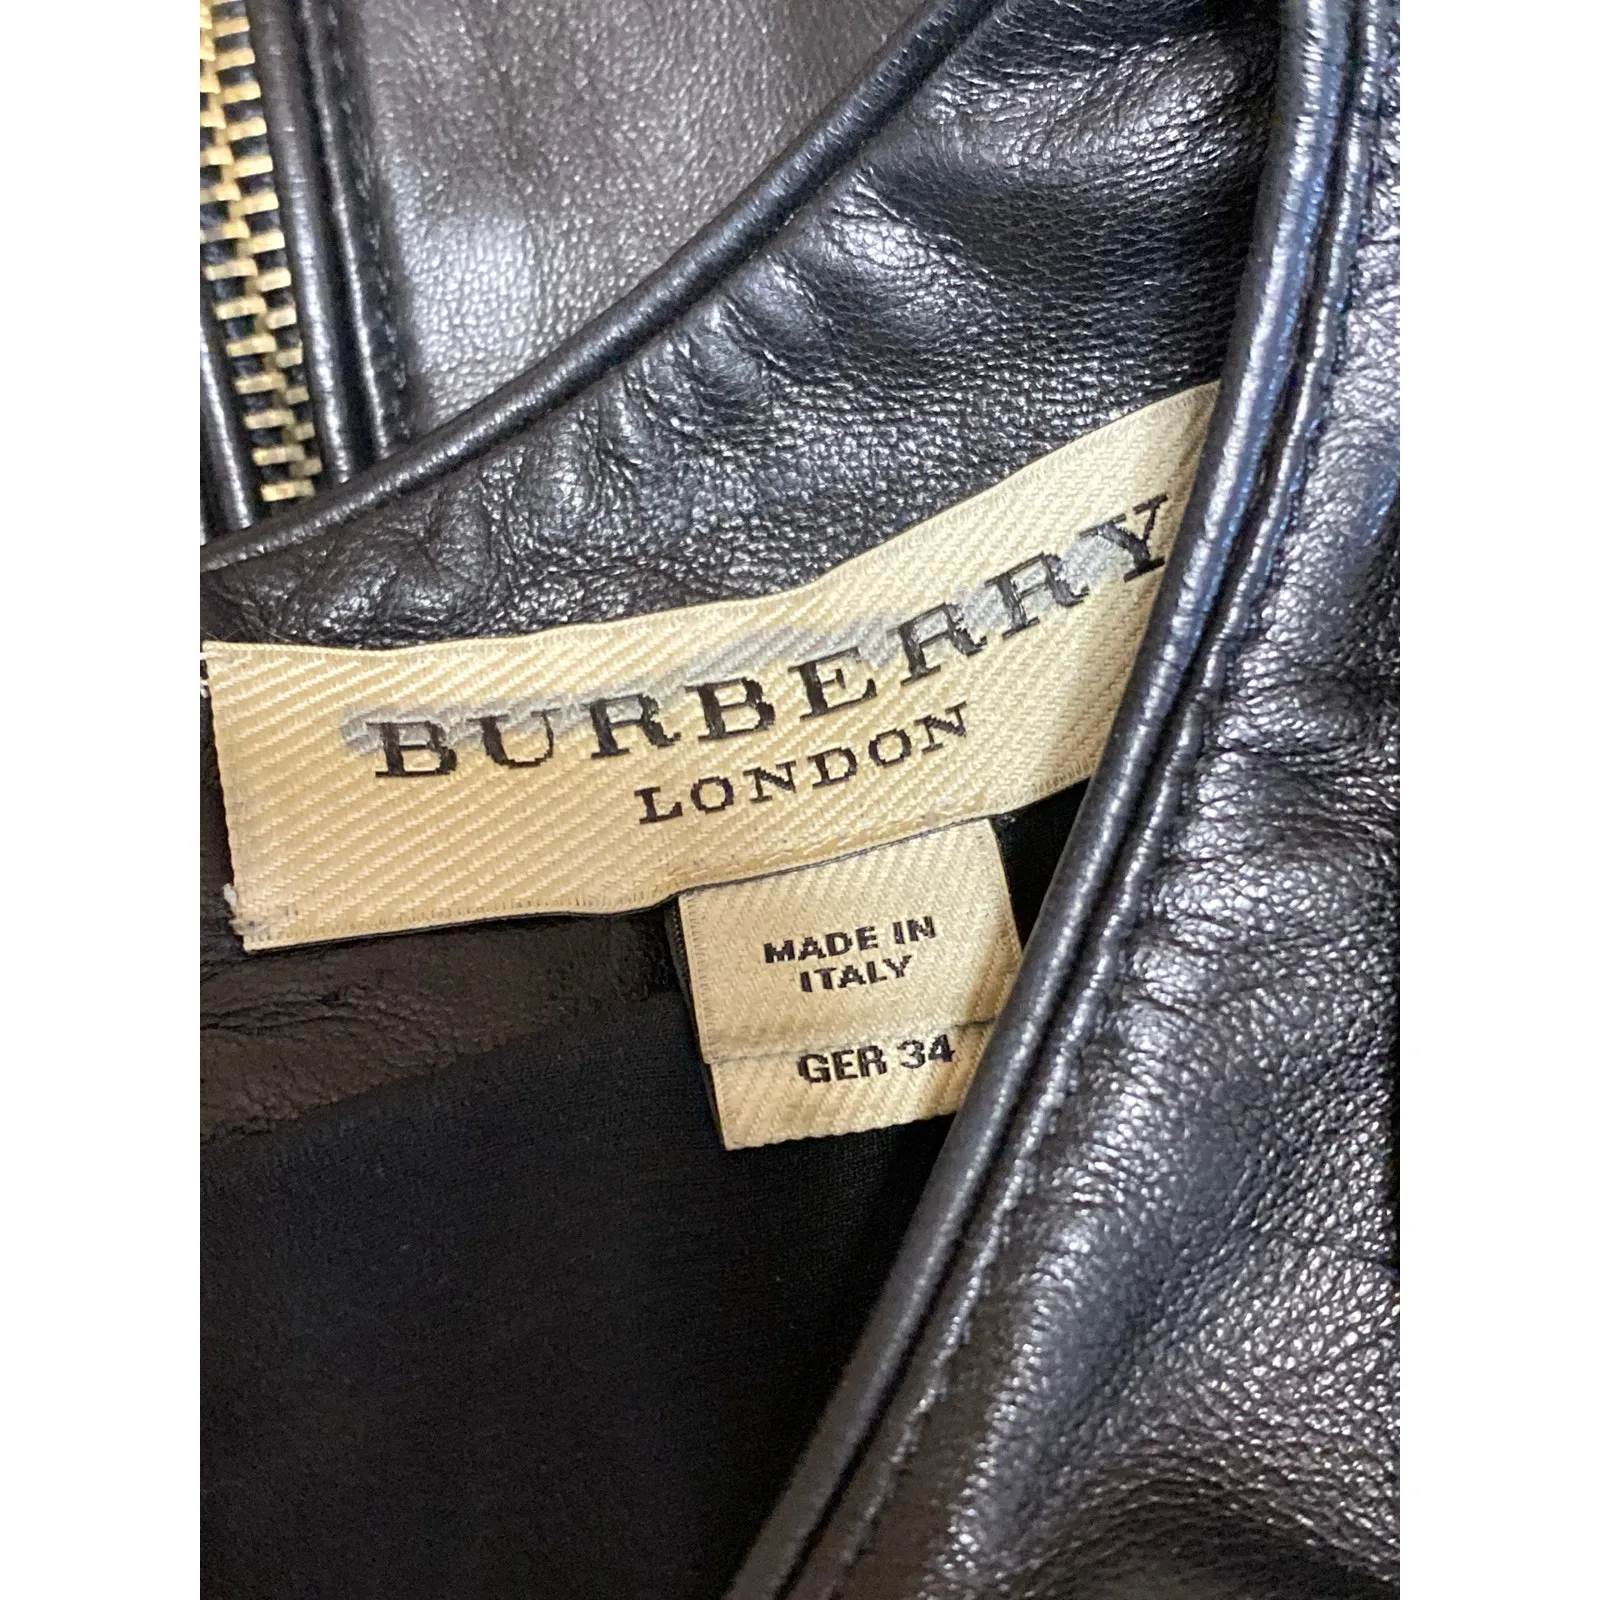 BURBERRY
LONDON
MADE IN
ITALY
GER 34